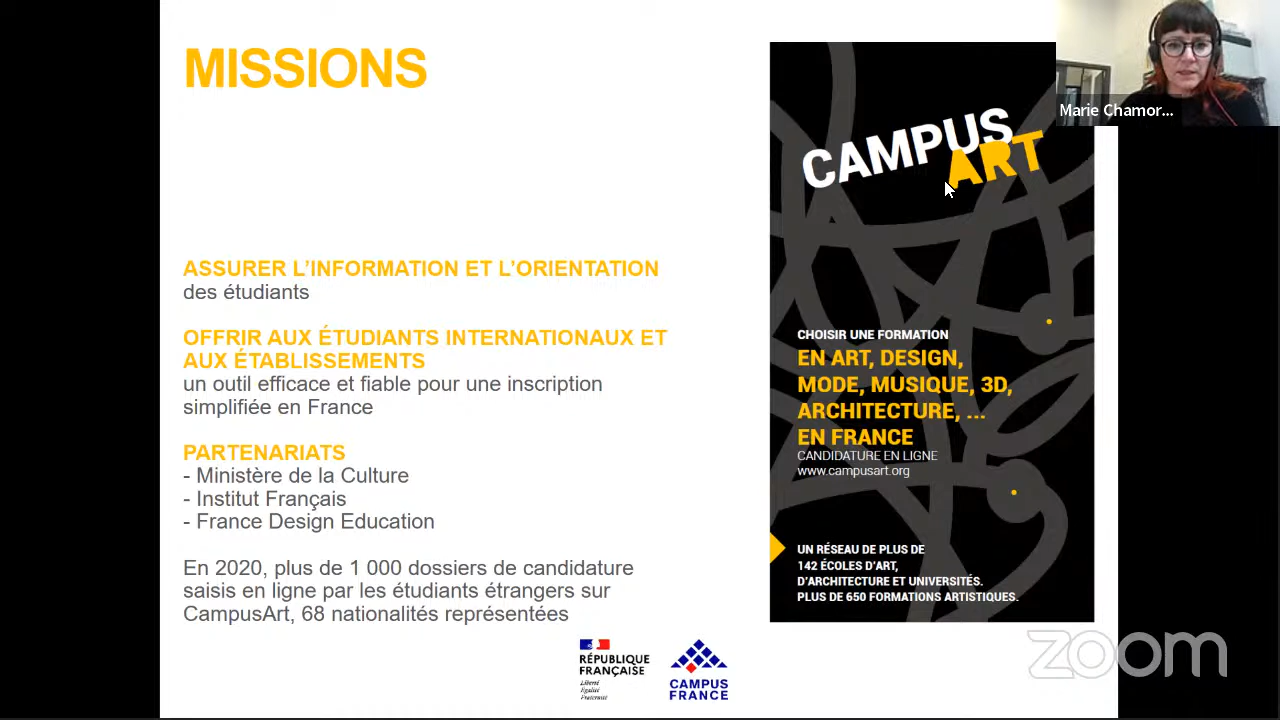 MISSIONS
ASSURER L’INFORMATION ET L’ORIENTATION
des étudiants
OFFRIR AUX ÉTUDIANTS INTERNATIONAUX ET
AUX ÉTABLISSEMENTS
un outil efficace et fiable pour une inscription
simplifiée en France
PARTENARIATS
- Ministère de la Culture
- Institut Français
- France Design Education
En 2020, plus de 1 000 dossiers de candidature
saisis en ligne par les étudiants étrangers sur
CampusArt, 68 nationalités représentées
RÉPUBLIQUE
FRANÇAISE
Liberté
Égalité
Fraternité
CAMPUS
FRANCE
CAMPUS
ART
CHOISIR UNE FORMATION
EN ART, DESIGN,
MODE, MUSIQUE, 3D,
ARCHITECTURE, ...
EN FRANCE
CANDIDATURE EN LIGNE
www.campusart.org
UN RÉSEAU DE PLUS DE
142 ÉCOLES D’ART,
D’ARCHITECTURE ET UNIVERSITÉS.
PLUS DE 650 FORMATIONS ARTISTIQUES.
Marie Chamor...
zoom